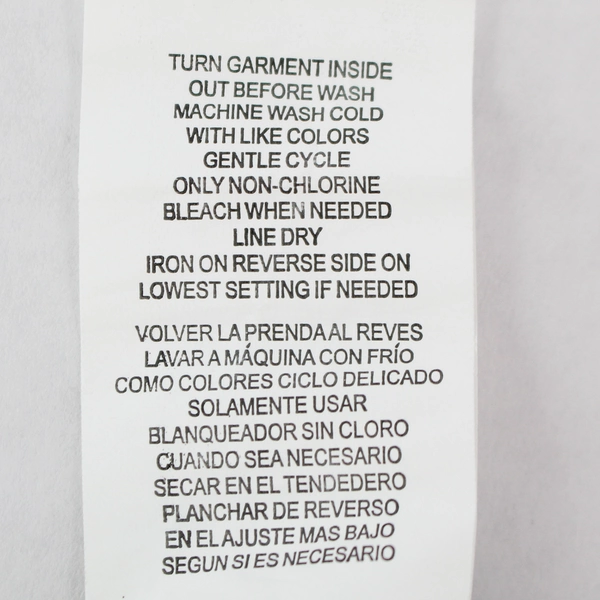 TURN GARMENT INSIDE
OUT BEFORE WASH
MACHINE WASH COLD
WITH LIKE COLORS
GENTLE CYCLE
ONLY NON-CHLORINE
BLEACH WHEN NEEDED
LINE DRY
IRON ON REVERSE SIDE ON
LOWEST SETTING IF NEEDED
VOLVER LA PRENDA AL REVES
LAVAR A MÁQUINA CON FRÍO
COMO COLORES CICLO DELICADO
SOLAMENTE USAR
BLANQUEADOR SIN CLORO
CUANDO SEA NECESARIO
SECAR EN EL TENDEDERO
PLANCHAR DE REVERSO
EN EL AJUSTE MAS BAJO
SEGUN SI ES NECESARIO